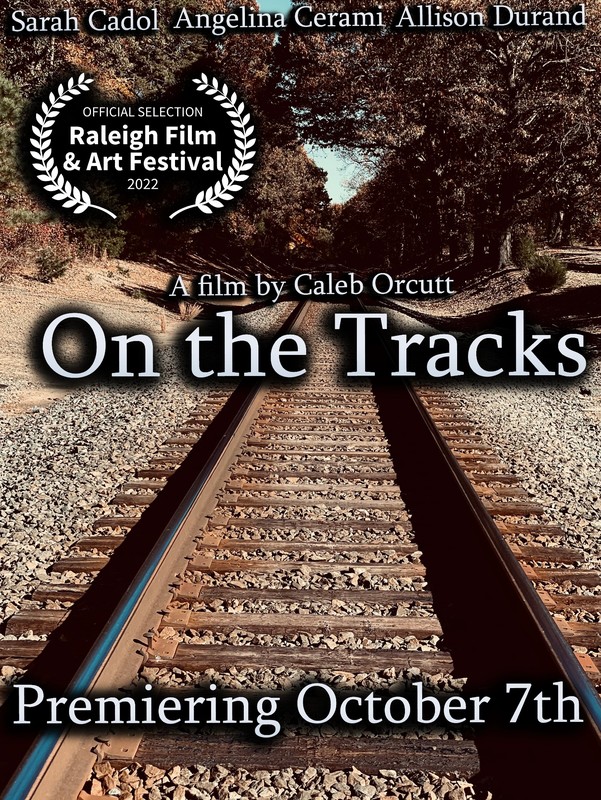 Sarah Cadol Angelina Cerami Allison Durand
OFFICIAL SELECTION
Raleigh Film
& Art Festival
2022
A film by Caleb Orcutt
On the Tracks
Premiering October 7th